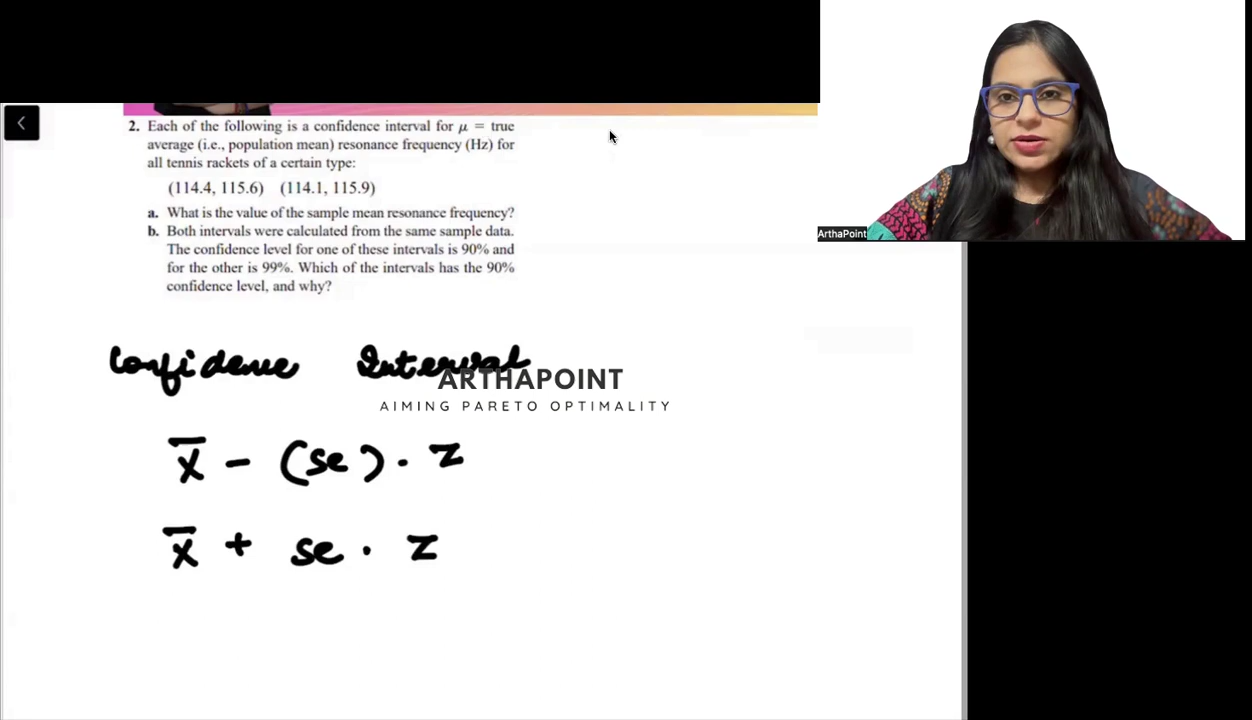 2. Each of the following is a confidence interval for μ = true
average (i.e., population mean) resonance frequency (Hz) for
all tennis rackets of a certain type:
(114.4, 115.6) (114.1, 115.9)
a. What is the value of the sample mean resonance frequency?
b. Both intervals were calculated from the same sample data.
The confidence level for one of these intervals is 90% and
for the other is 99%. Which of the intervals has the 90%
confidence level, and why?
ArthaPoint
Confidence Interval
ARTHAPOINT
AIMING PARETO OPTIMALITY
x̄ - (se) · z
x̄ + se · z